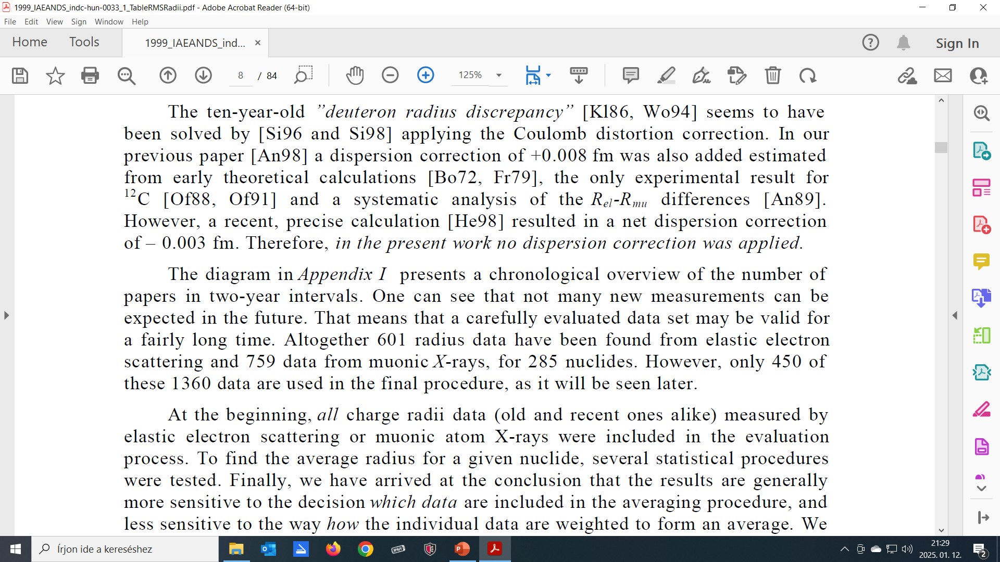 1999_IAEANDS_indc-hun-0033_1_TableRMSRadii.pdf - Adobe Acrobat Reader (64-bit)
File Edit View Sign Window Help
Home Tools 1999_IAEANDS_ind... × Sign In
8 / 84 125%
The ten-year-old ”deuteron radius discrepancy” [Kl86, Wo94] seems to have
been solved by [Si96 and Si98] applying the Coulomb distortion correction. In our
previous paper [An98] a dispersion correction of +0.008 fm was also added estimated
from early theoretical calculations [Bo72, Fr79], the only experimental result for
¹²C [Of88, Of91] and a systematic analysis of the Rel-Rmu differences [An89].
However, a recent, precise calculation [He98] resulted in a net dispersion correction
of – 0.003 fm. Therefore, in the present work no dispersion correction was applied.
The diagram in Appendix I presents a chronological overview of the number of
papers in two-year intervals. One can see that not many new measurements can be
expected in the future. That means that a carefully evaluated data set may be valid for
a fairly long time. Altogether 601 radius data have been found from elastic electron
scattering and 759 data from muonic X-rays, for 285 nuclides. However, only 450 of
these 1360 data are used in the final procedure, as it will be seen later.
At the beginning, all charge radii data (old and recent ones alike) measured by
elastic electron scattering or muonic atom X-rays were included in the evaluation
process. To find the average radius for a given nuclide, several statistical procedures
were tested. Finally, we have arrived at the conclusion that the results are generally
more sensitive to the decision which data are included in the averaging procedure, and
less sensitive to the way how the individual data are weighted to form an average. We
Írjon ide a kereséshez
21:29
2025. 01. 12.
2